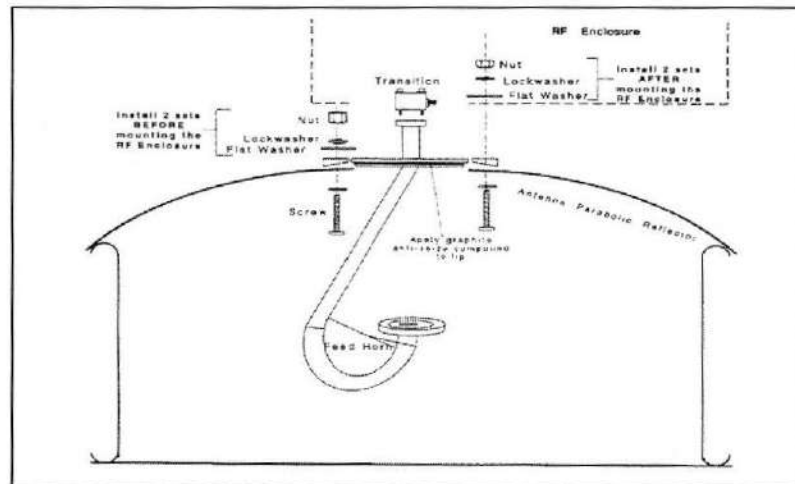 RF Enclosure
Nut
Lockwasher
Flat Washer
Install 2 sets
AFTER
mounting the
RF Enclosure
Transition
Install 2 sets
BEFORE
mounting the
RF Enclosure
Nut
Lockwasher
Flat Washer
Screw
Antenna Parabolic Reflector
Apply graphite
anti-seize compound
to lip
Feed Horn